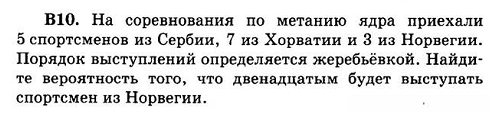 В10. На соревнования по метанию ядра приехали
5 спортсменов из Сербии, 7 из Хорватии и 3 из Норвегии.
Порядок выступлений определяется жеребьёвкой. Найди-
те вероятность того, что двенадцатым будет выступать
спортсмен из Норвегии.